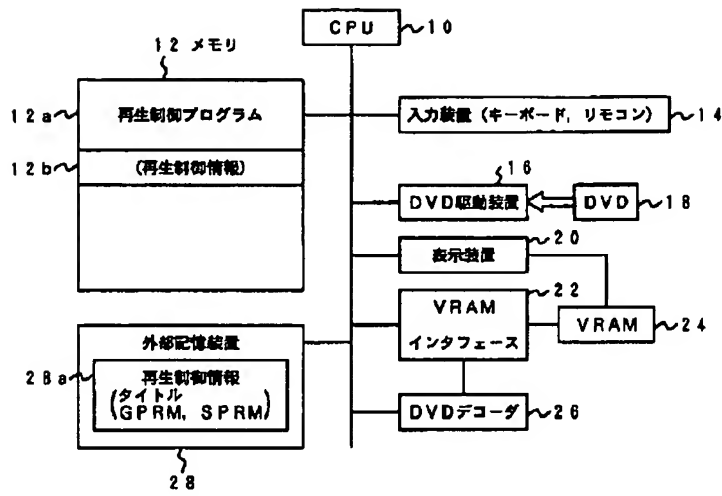 CPU
10
12 メモリ
12a
再生制御プログラム
入力装置 (キーボード, リモコン)
14
12b
(再生制御情報)
16
DVD駆動装置
DVD
18
20
表示装置
22
VRAM
インタフェース
VRAM
24
外部記憶装置
28a
再生制御情報
(タイトル
GPRM, SPRM)
DVDデコーダ
26
28